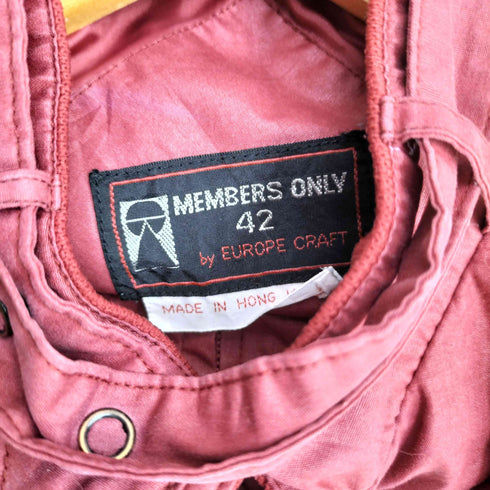 MEMBERS ONLY
42
by EUROPE CRAFT
MADE IN HONG